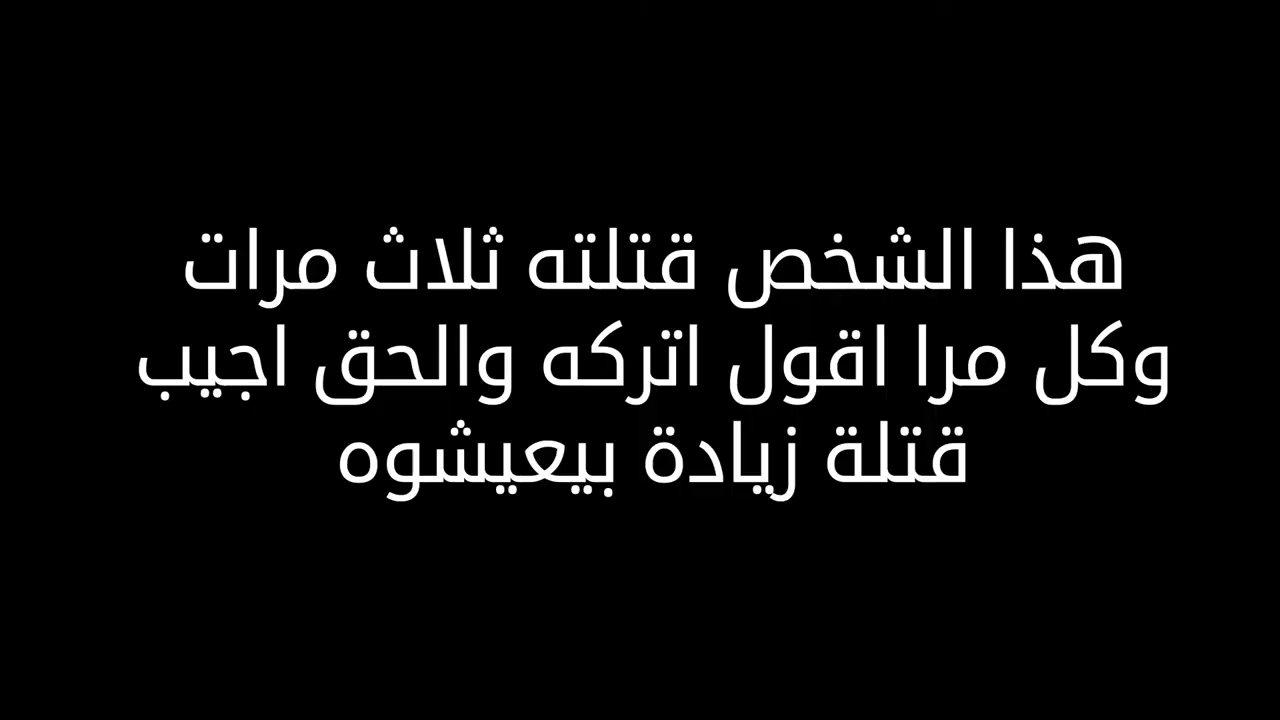 هذا الشخص قتلته ثلاث مرات
وكل مرا اقول اتركه والحق اجيب
قتلة زيادة بيعيشوه